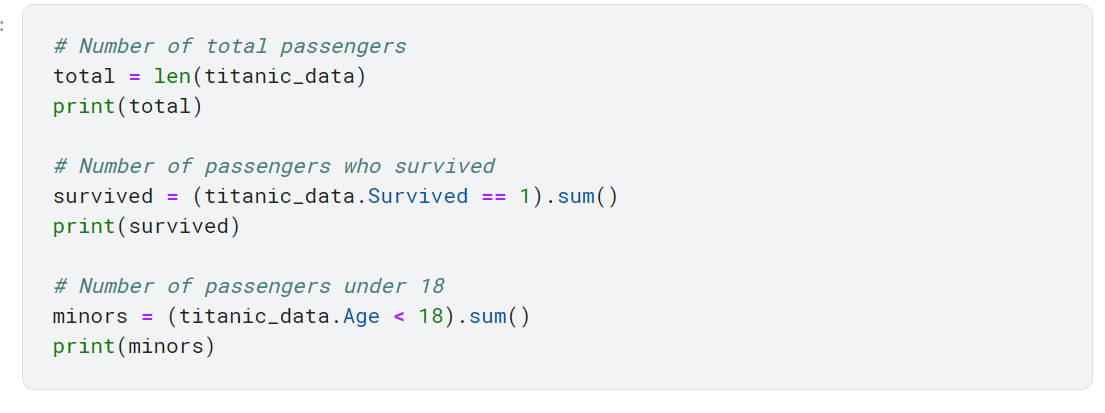 :
# Number of total passengers
total = len(titanic_data)
print(total)
# Number of passengers who survived
survived = (titanic_data.Survived == 1).sum()
print(survived)
# Number of passengers under 18
minors = (titanic_data.Age < 18).sum()
print(minors)